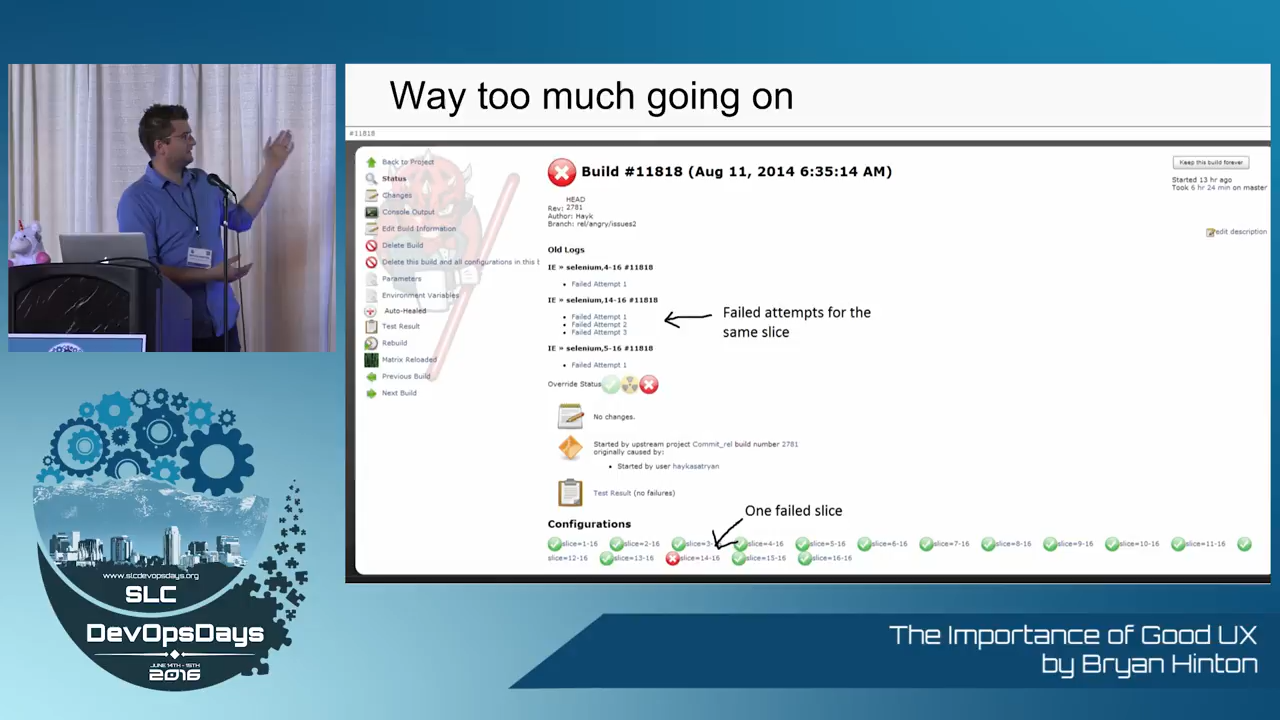 Way too much going on
#11818
Back to Project
Status
Changes
Console Output
Edit Build Information
Delete Build
Delete this build and all configurations in this b
Parameters
Environment Variables
Auto-Healed
Test Result
Rebuild
Matrix Reloaded
Previous Build
Next Build
Build #11818 (Aug 11, 2014 6:35:14 AM)
Keep this build forever
Started 13 hr ago
Took 6 hr 24 min on master
edit description
HEAD
Rev: 2781
Author: Hayk
Branch: rel/angry/issues2
Old Logs
IE » selenium,4-16 #11818
• Failed Attempt 1
IE » selenium,14-16 #11818
• Failed Attempt 1
• Failed Attempt 2
• Failed Attempt 3
Failed attempts for the
same slice
IE » selenium,5-16 #11818
• Failed Attempt 1
Override Status
No changes.
Started by upstream project Commit_rel build number 2781
originally caused by:
• Started by user haykasatryan
Test Result (no failures)
One failed slice
Configurations
slice=1-16 slice=2-16 slice=3- slice=4-16 slice=5-16 slice=6-16 slice=7-16 slice=8-16 slice=9-16 slice=10-16 slice=11-16
slice=12-16 slice=13-16 slice=14-16 slice=15-16 slice=16-16
www.slcdevopsdays.org
SLC
DevOpsDays
JUNE 14TH - 15TH
2016
The Importance of Good UX
by Bryan Hinton